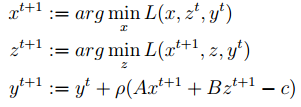 x^{t+1} := arg min_x L(x, z^t, y^t)
z^{t+1} := arg min_z L(x^{t+1}, z, y^t)
y^{t+1} := y^t + ρ(Ax^{t+1} + Bz^{t+1} − c)